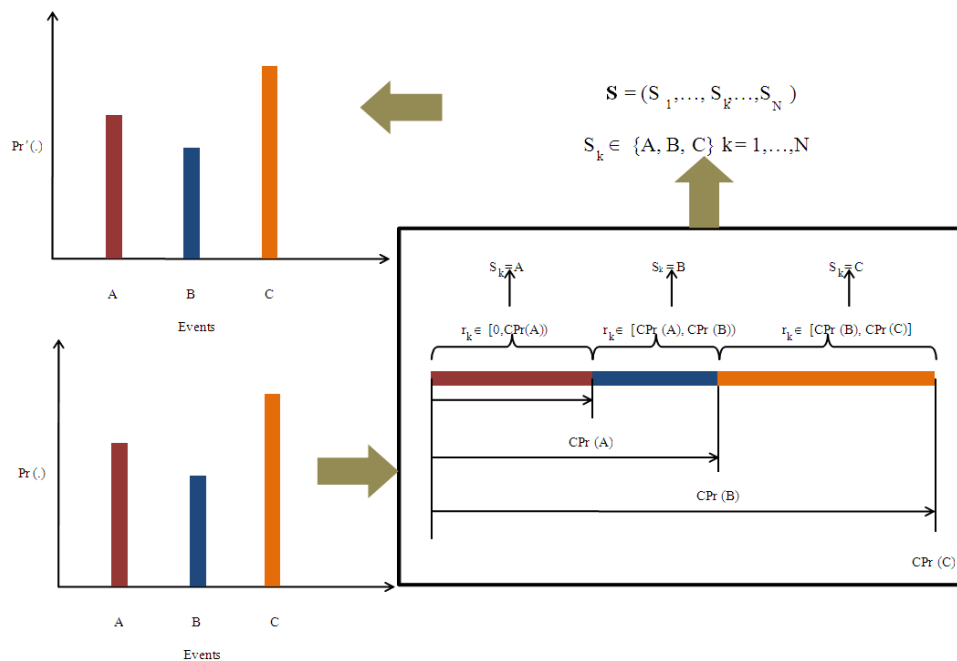 Pr'(.)
A
B
C
Events
S = (S1,…, Sk,…,SN )
Sk ∈ {A, B, C} k = 1,…,N
Sk=A
Sk=B
Sk=C
rk ∈ [0,CPr(A))
rk ∈ [CPr (A), CPr (B))
rk ∈ [CPr (B), CPr (C)]
CPr (A)
CPr (B)
CPr (C)
Pr (.)
A
B
C
Events